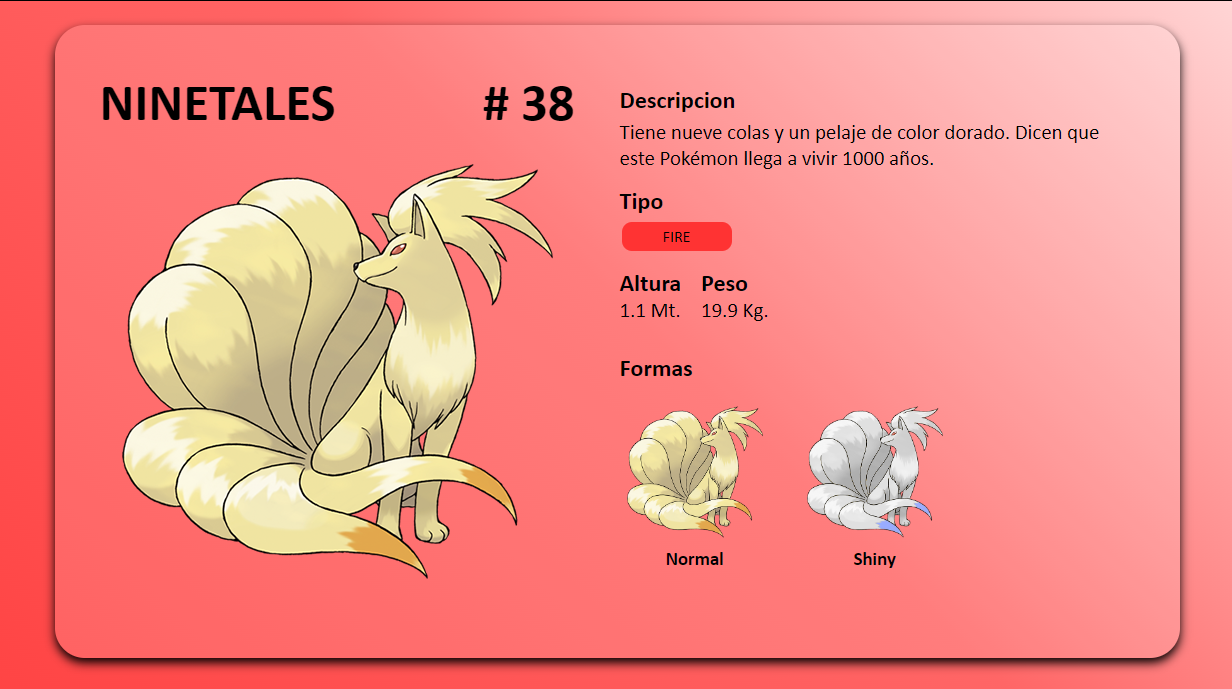 NINETALES # 38
Descripcion
Tiene nueve colas y un pelaje de color dorado. Dicen que
este Pokémon llega a vivir 1000 años.
Tipo
FIRE
Altura Peso
1.1 Mt. 19.9 Kg.
Formas
Normal Shiny